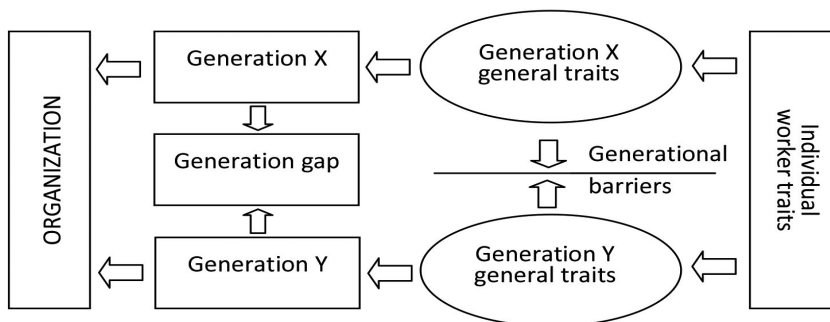 ORGANIZATION
Generation X
Generation gap
Generation Y
Generation X
general traits
Generational
barriers
Generation Y
general traits
Individual
worker traits